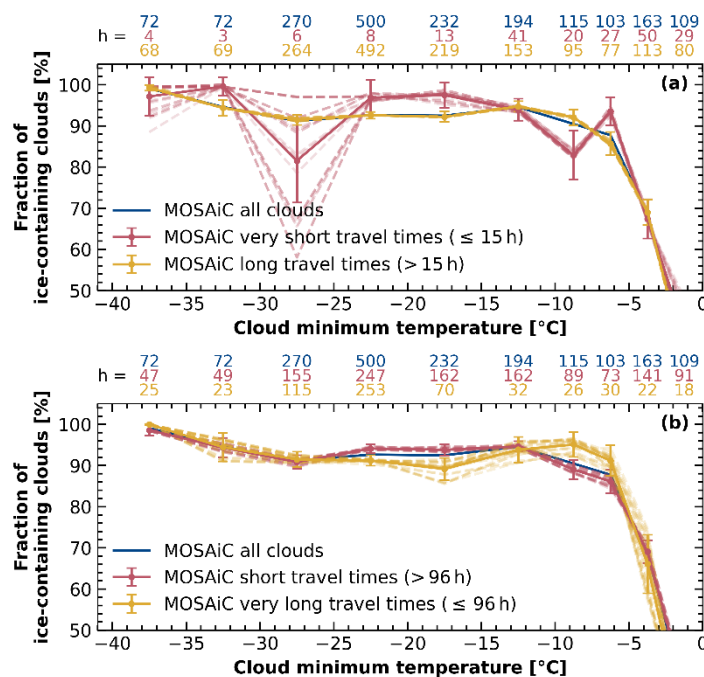 72 72 270 500 232 194 115 103 163 109
h = 4 3 6 8 13 41 20 27 50 29
68 69 264 492 219 153 95 77 113 80
(a)
100
90
80
70
60
50
Fraction of
ice-containing clouds [%]
MOSAiC all clouds
MOSAiC very short travel times (≤ 15 h)
MOSAiC long travel times (> 15 h)
−40 −35 −30 −25 −20 −15 −10 −5 0
Cloud minimum temperature [°C]
72 72 270 500 232 194 115 103 163 109
h = 47 49 155 247 162 162 89 73 141 91
25 23 115 253 70 32 26 30 22 18
(b)
100
90
80
70
60
50
Fraction of
ice-containing clouds [%]
MOSAiC all clouds
MOSAiC short travel times (> 96 h)
MOSAiC very long travel times (≤ 96 h)
−40 −35 −30 −25 −20 −15 −10 −5 0
Cloud minimum temperature [°C]